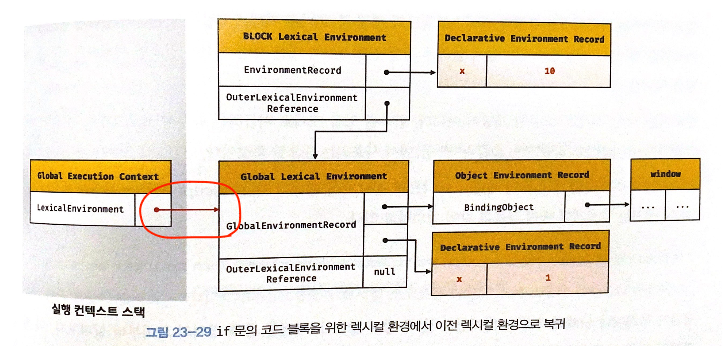 BLOCK Lexical Environment
EnvironmentRecord
OuterLexicalEnvironment
Reference
Declarative Environment Record
x 10
Global Execution Context
LexicalEnvironment
Global Lexical Environment
GlobalEnvironmentRecord
OuterLexicalEnvironment
Reference
null
Object Environment Record
BindingObject
window
... ...
Declarative Environment Record
x 1
실행 컨텍스트 스택
그림 23-29 if 문의 코드 블록을 위한 렉시컬 환경에서 이전 렉시컬 환경으로 복귀